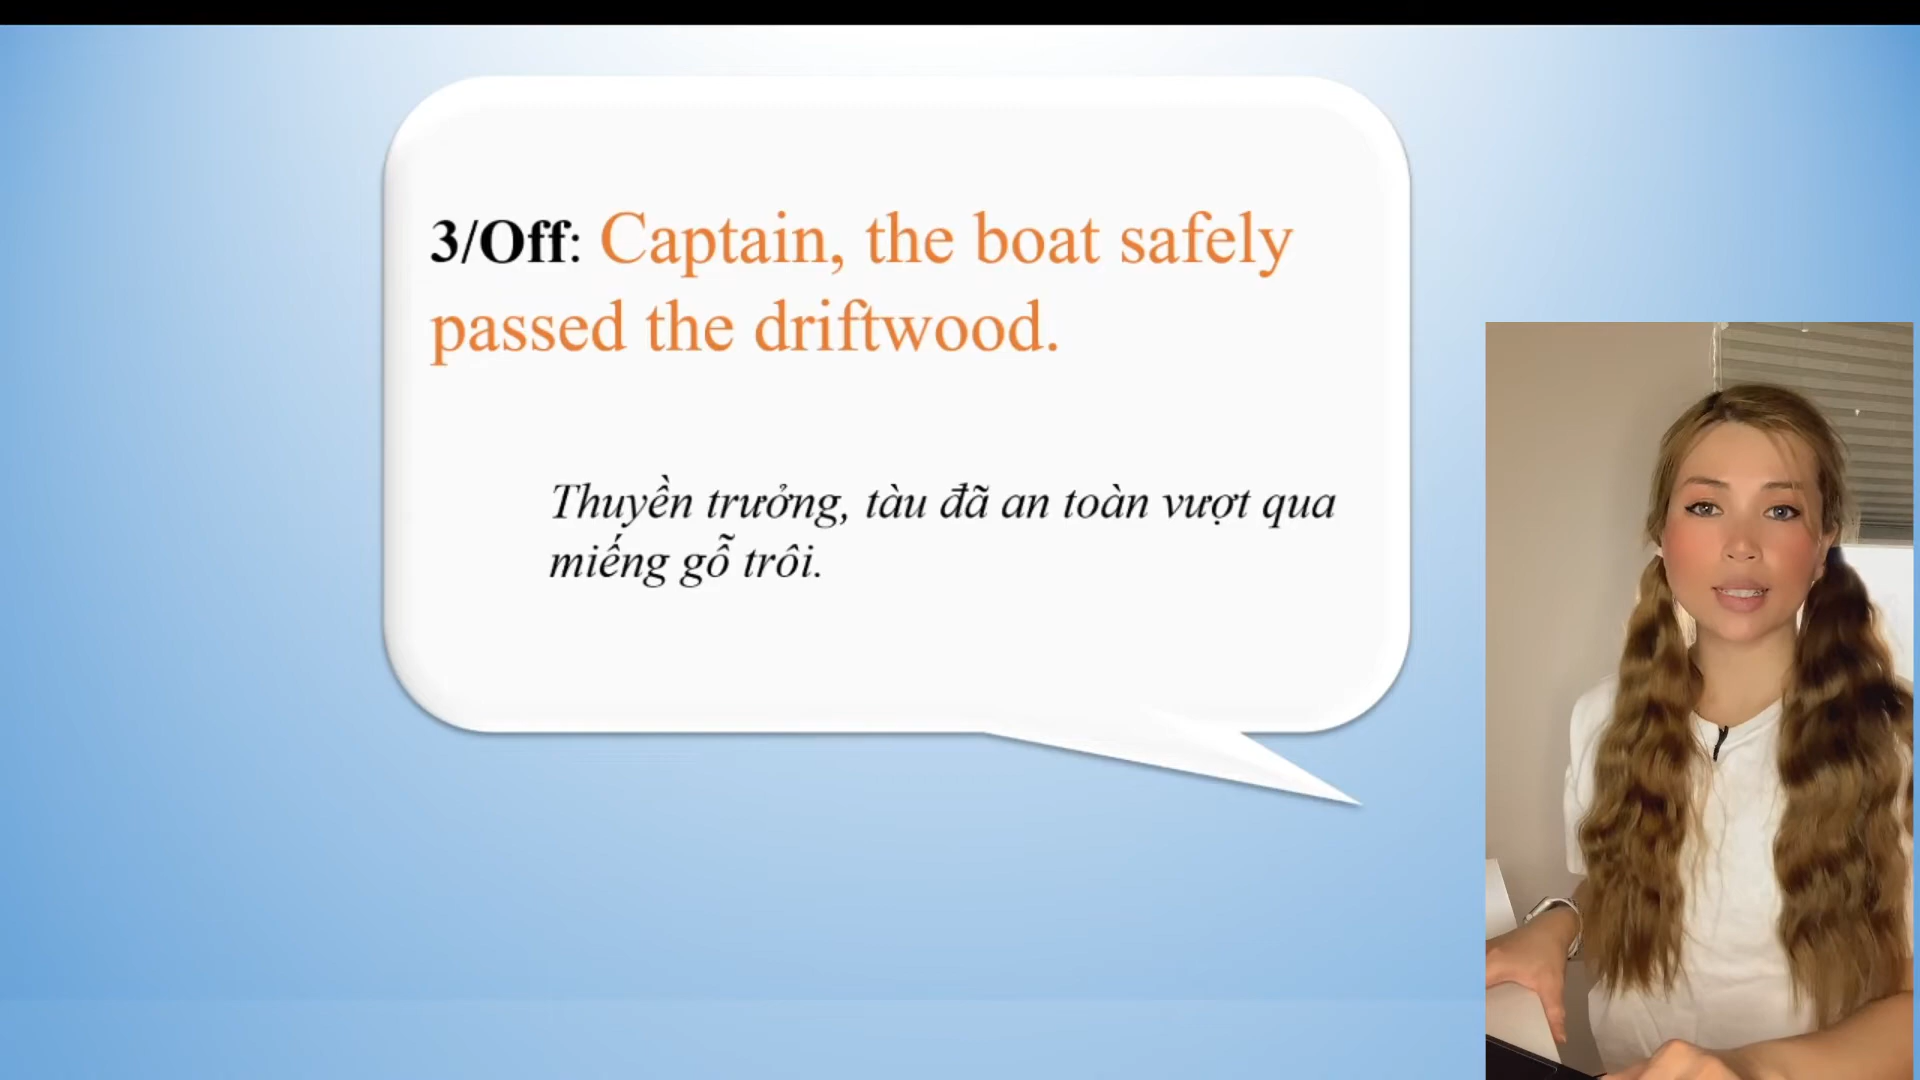 3/Off: Captain, the boat safely
passed the driftwood.
Thuyền trưởng, tàu đã an toàn vượt qua
miếng gỗ trôi.